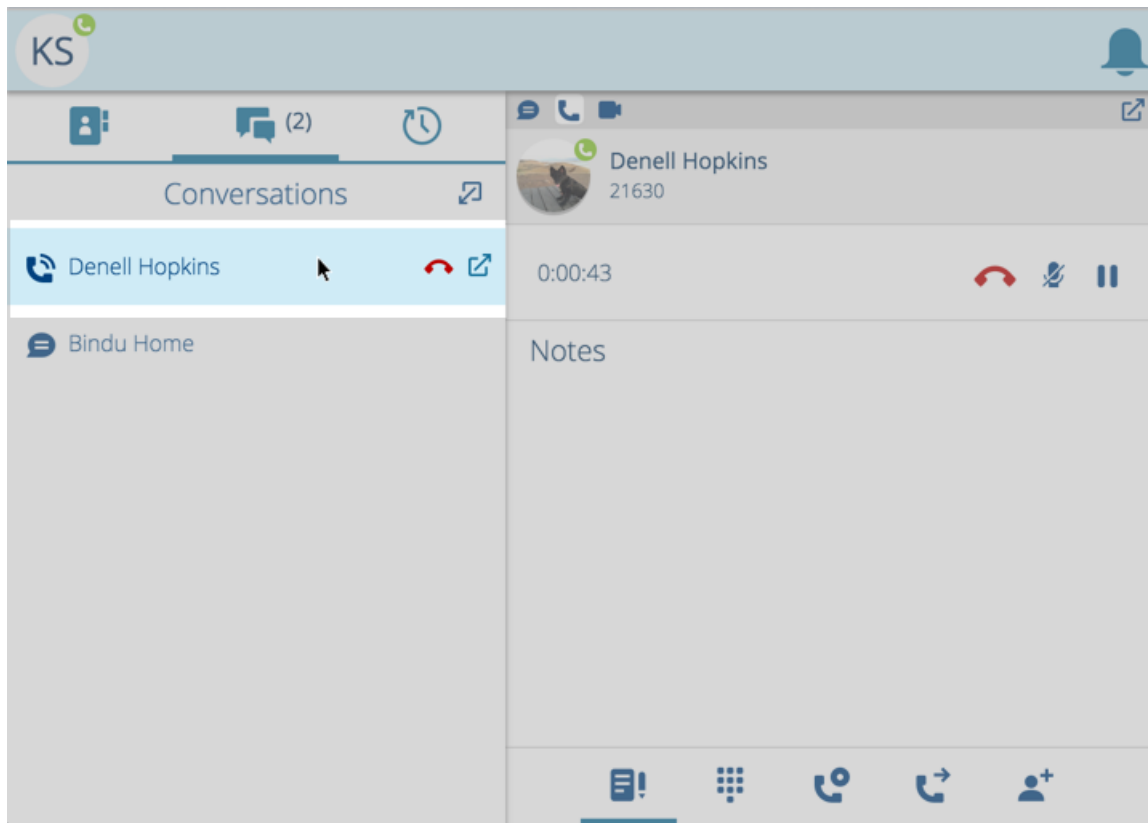 KS
(2)
Conversations
Denell Hopkins
Bindu Home
Denell Hopkins
21630
0:00:43
Notes